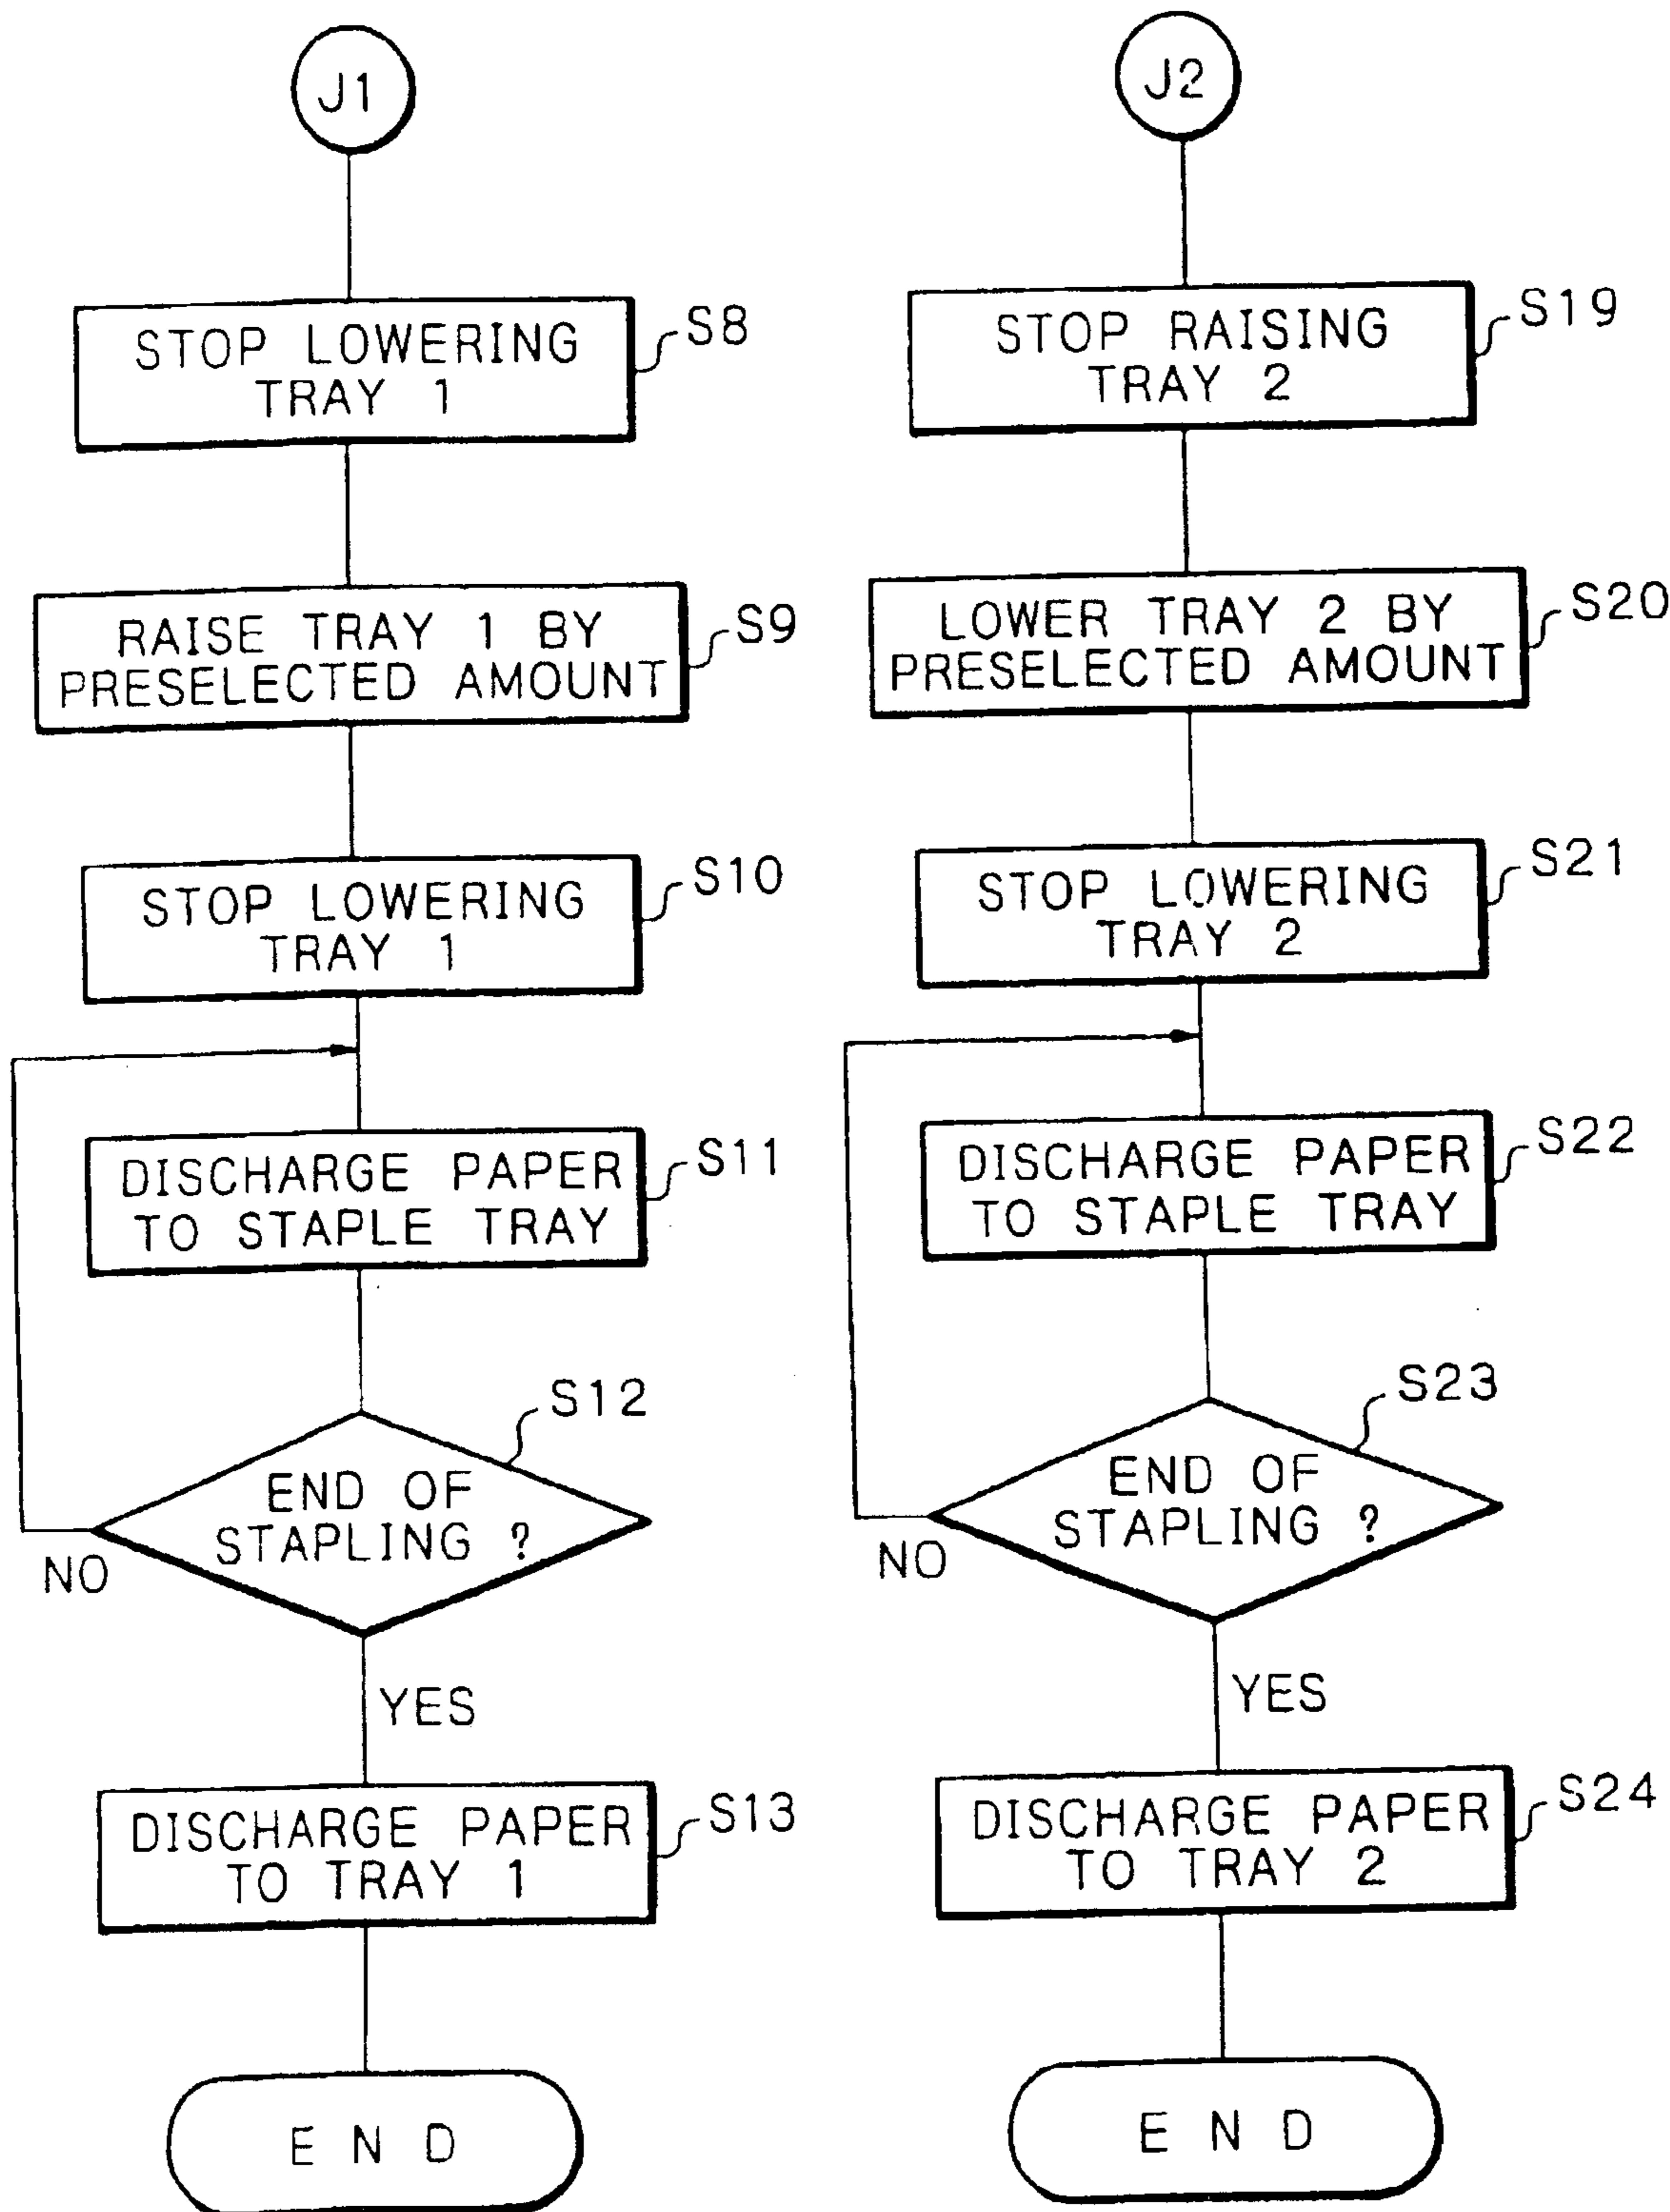 J1
STOP LOWERING
TRAY 1
S8
RAISE TRAY 1 BY
PRESELECTED AMOUNT
S9
STOP LOWERING
TRAY 1
S10
DISCHARGE PAPER
TO STAPLE TRAY
S11
END OF
STAPLING ?
S12
NO
YES
DISCHARGE PAPER
TO TRAY 1
S13
END
J2
STOP RAISING
TRAY 2
S19
LOWER TRAY 2 BY
PRESELECTED AMOUNT
S20
STOP LOWERING
TRAY 2
S21
DISCHARGE PAPER
TO STAPLE TRAY
S22
END OF
STAPLING ?
S23
NO
YES
DISCHARGE PAPER
TO TRAY 2
S24
END